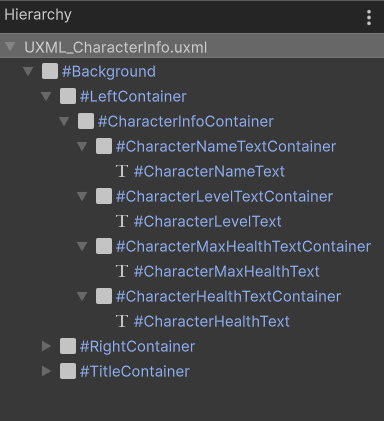 Hierarchy
UXML_CharacterInfo.uxml
#Background
#LeftContainer
#CharacterInfoContainer
#CharacterNameTextContainer
#CharacterNameText
#CharacterLevelTextContainer
#CharacterLevelText
#CharacterMaxHealthTextContainer
#CharacterMaxHealthText
#CharacterHealthTextContainer
#CharacterHealthText
#RightContainer
#TitleContainer